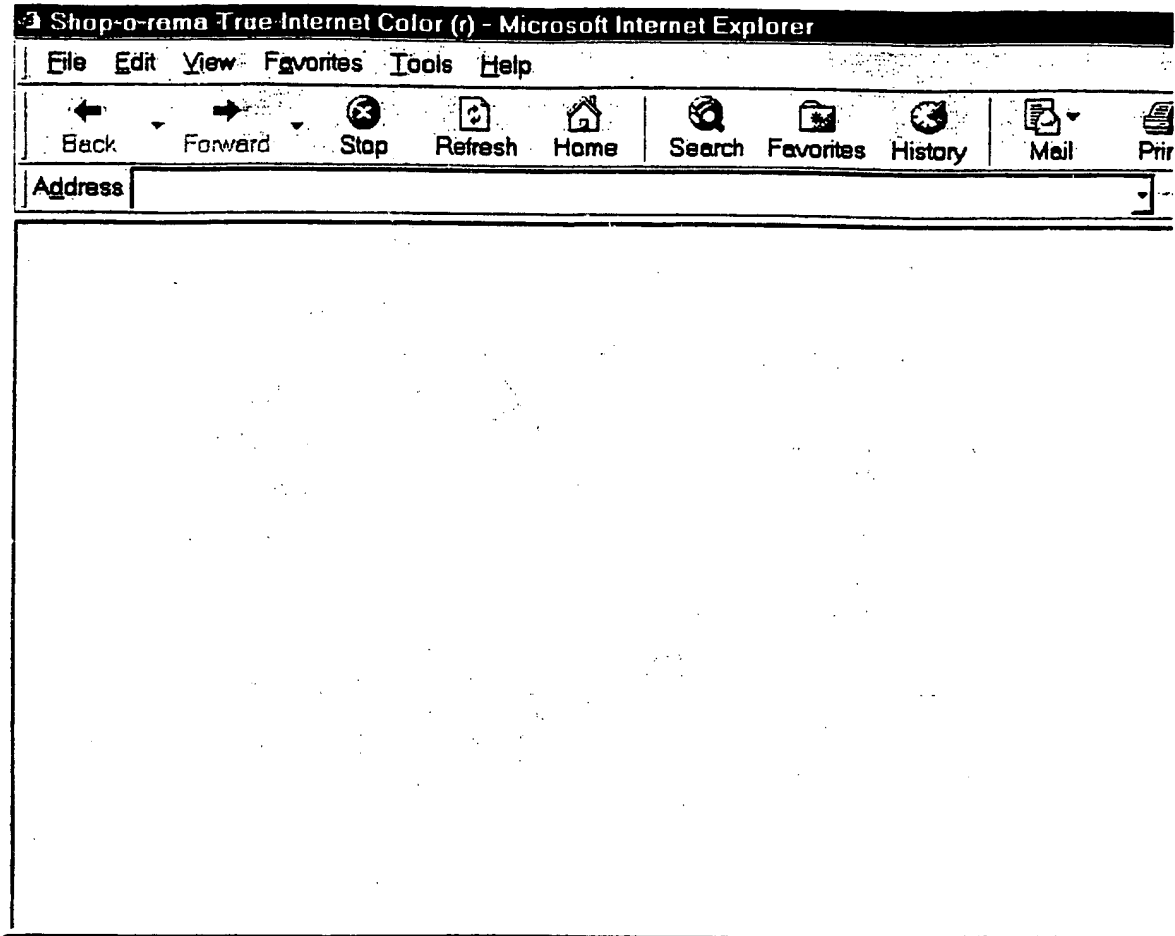 Shop-o-rama True Internet Color (r) - Microsoft Internet Explorer
File Edit View Favorites Tools Help
Back Forward Stop Refresh Home Search Favorites History Mail Prin
Address